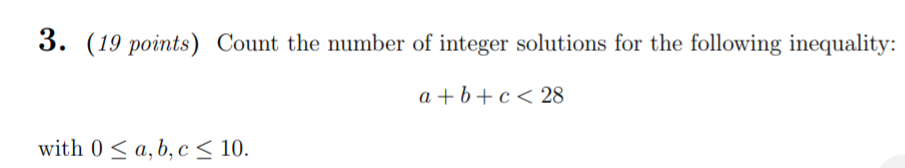 3. (19 points) Count the number of integer solutions for the following inequality:
a + b + c < 28
with 0 ≤ a, b, c ≤ 10.